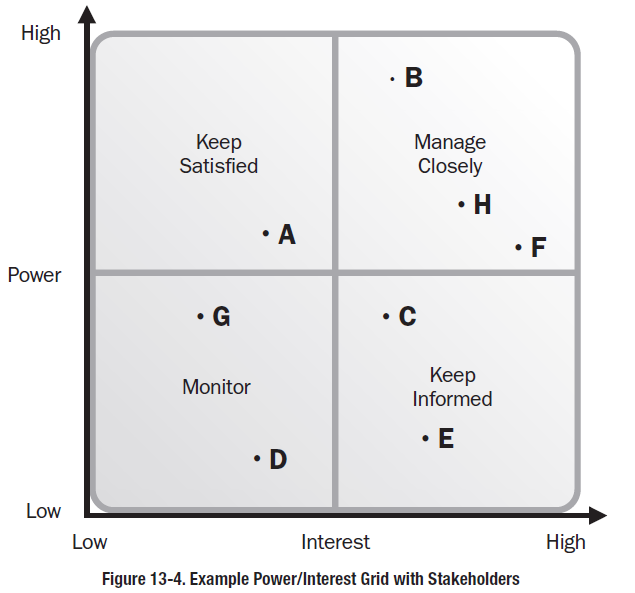 High
B
Keep
Satisfied
Manage
Closely
H
A
F
Power
G
C
Monitor
Keep
Informed
E
D
Low
Low
Interest
High
Figure 13-4. Example Power/Interest Grid with Stakeholders